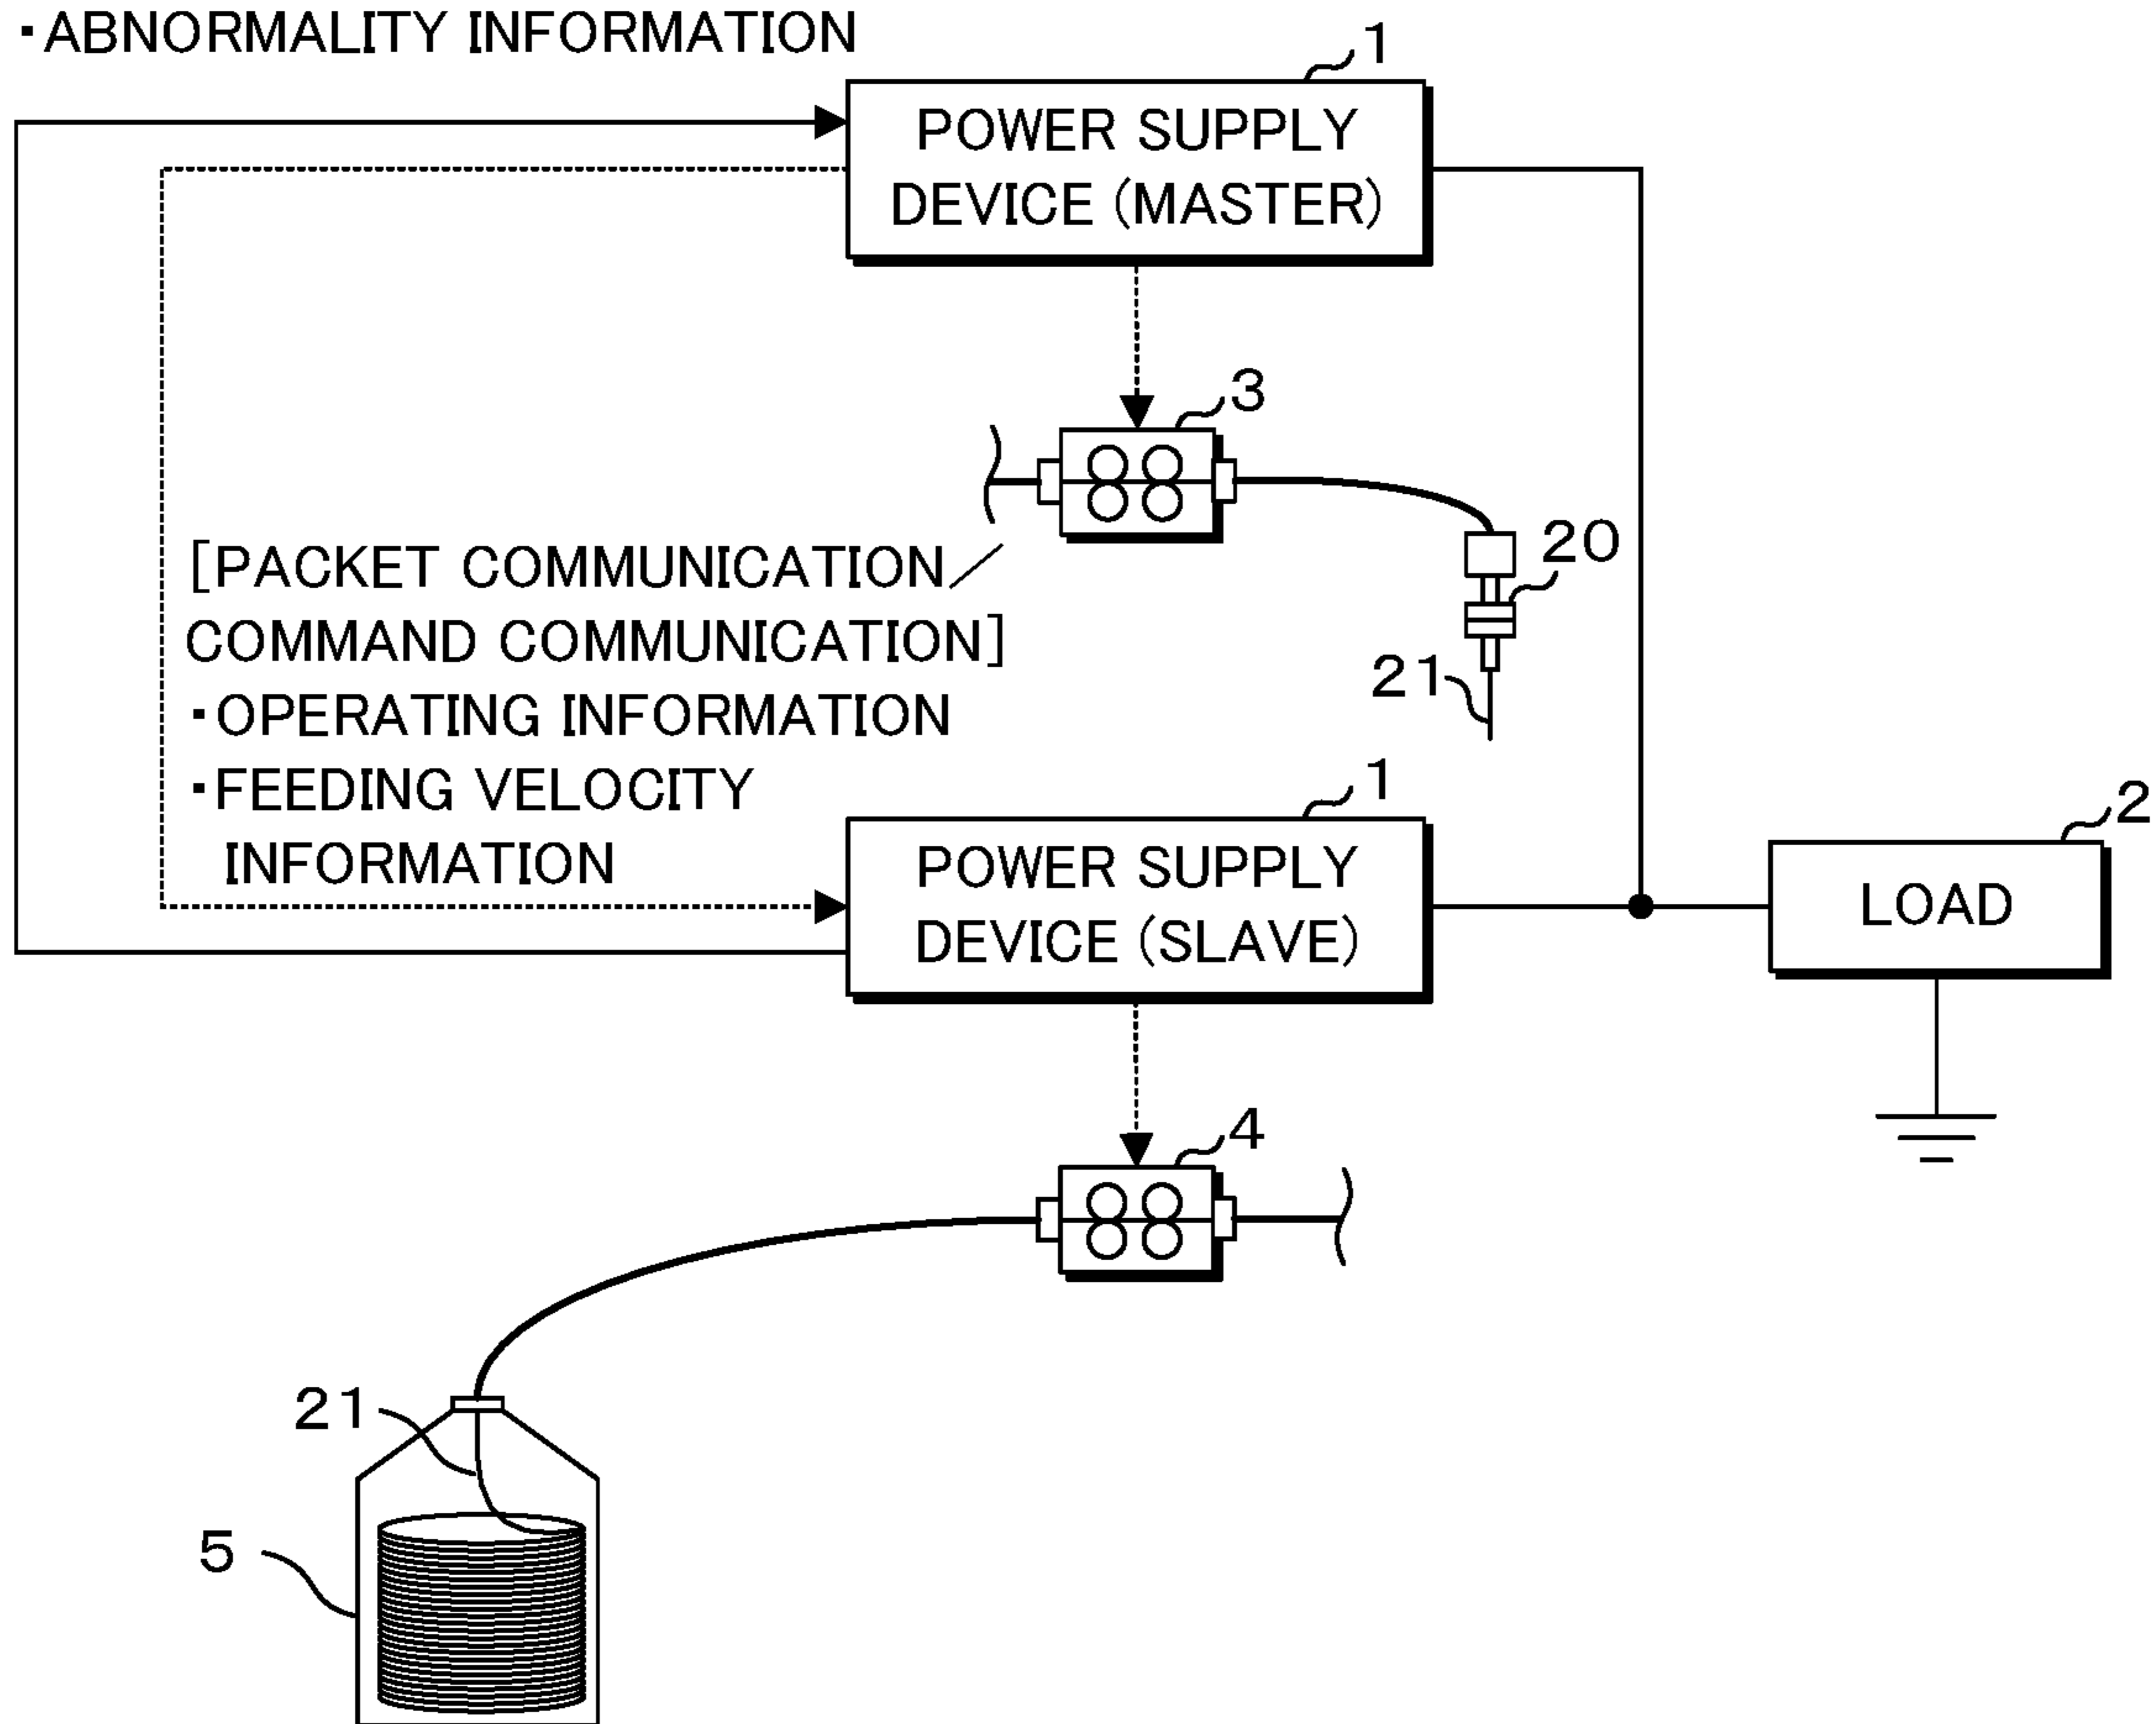 ・ABNORMALITY INFORMATION
1
POWER SUPPLY
DEVICE (MASTER)
3
[PACKET COMMUNICATION／
COMMAND COMMUNICATION]
・OPERATING INFORMATION
・FEEDING VELOCITY
INFORMATION
20
21
1
POWER SUPPLY
DEVICE (SLAVE)
2
LOAD
4
21
5